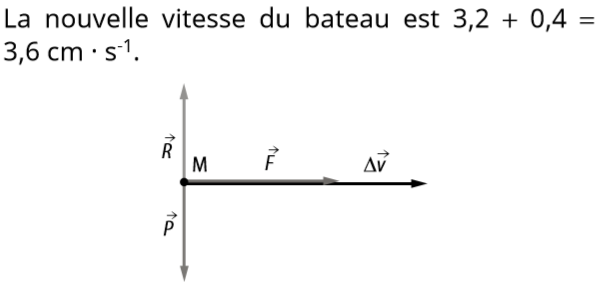 La nouvelle vitesse du bateau est 3,2 + 0,4 =
3,6 cm · s⁻¹.
R⃗ M F⃗ Δv⃗
P⃗